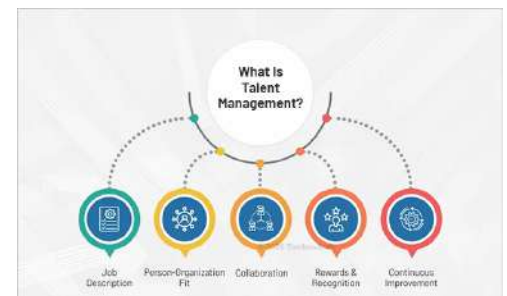 What Is
Talent
Management?
Job
Description
Person-Organization
Fit
Collaboration
Rewards &
Recognition
Continuous
Improvement